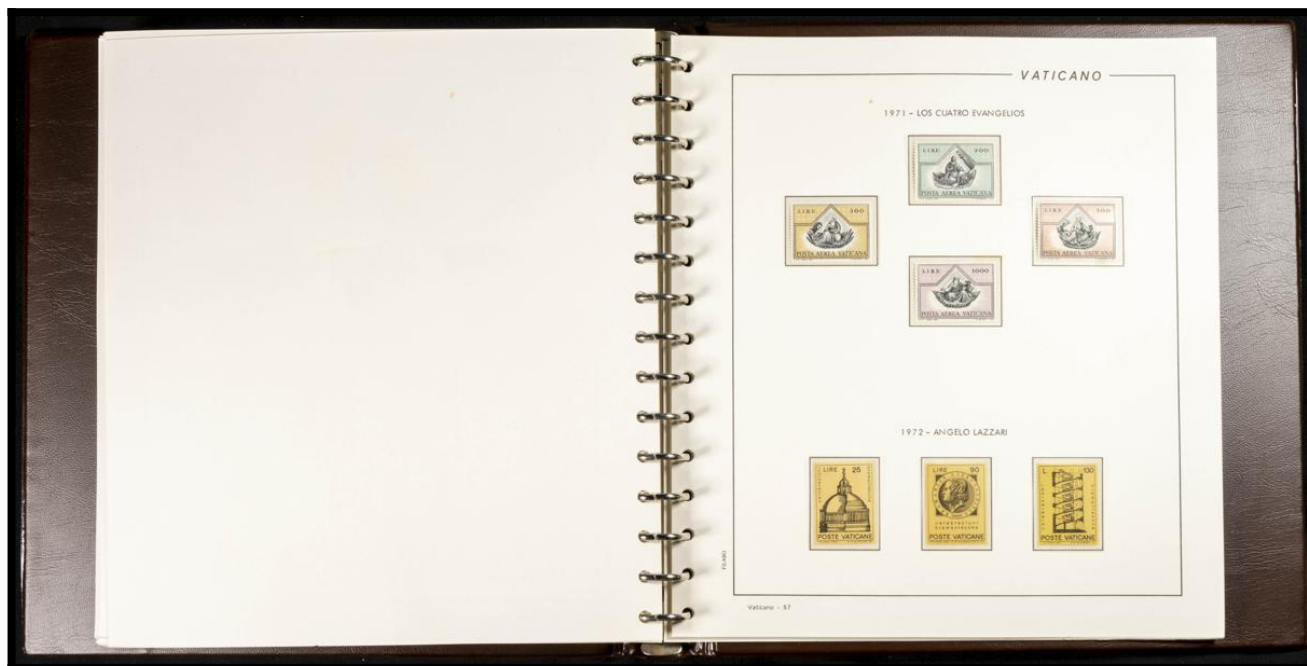 VATICANO
1971 – LOS CUATRO EVANGELIOS
LIRE 200
POSTA AEREA VATICANA
LIRE 300
POSTA AEREA VATICANA
LIRE 500
POSTA AEREA VATICANA
LIRE 1000
POSTA AEREA VATICANA
1972 – ANGELO LAZZARI
LIRE 25
POSTE VATICANE
LIRE 90
celebrazioni
bramantesche
POSTE VATICANE
L. 130
POSTE VATICANE
FILABO
Vaticano - 57